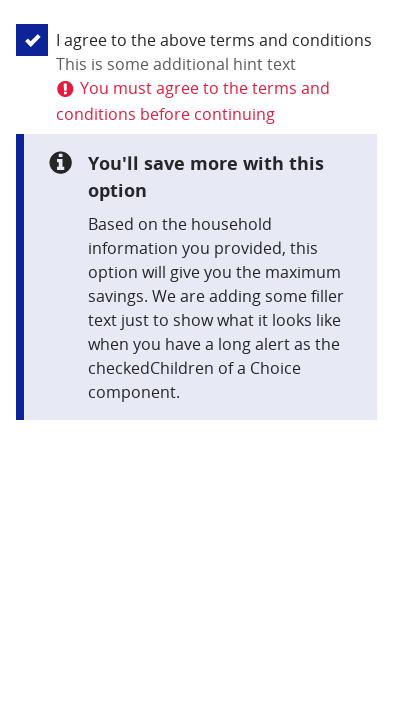 I agree to the above terms and conditions
This is some additional hint text
You must agree to the terms and
conditions before continuing
You'll save more with this
option
Based on the household
information you provided, this
option will give you the maximum
savings. We are adding some filler
text just to show what it looks like
when you have a long alert as the
checkedChildren of a Choice
component.